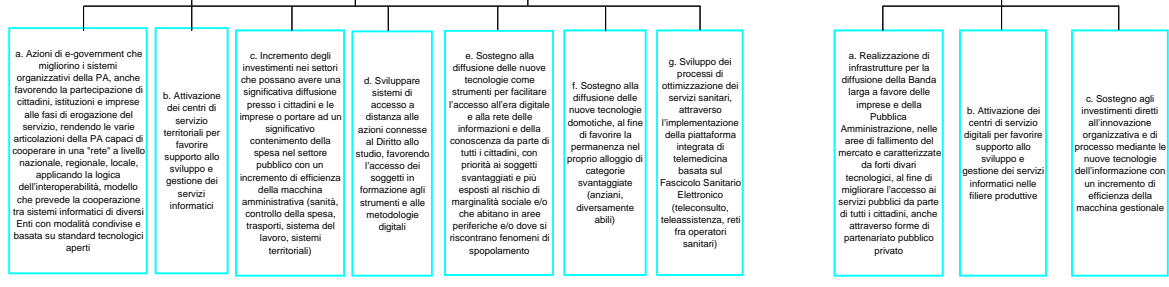 a. Azioni di e-government che
migliorino i sistemi
organizzativi della PA, anche
favorendo la partecipazione di
cittadini, istituzioni e imprese
alle fasi di erogazione del
servizio, rendendo le varie
articolazioni della PA capaci di
cooperare in una "rete" a livello
nazionale, regionale, locale,
applicando la logica
dell'interoperabilità, modello
che prevede la cooperazione
tra sistemi informatici di diversi
Enti con modalità condivise e
basata su standard tecnologici
aperti
b. Attivazione
dei centri di
servizio
territoriali per
favorire
supporto allo
sviluppo e
gestione dei
servizi
informatici
c. Incremento degli
investimenti nei settori
che possano avere una
significativa diffusione
presso i cittadini e le
imprese o portare ad un
significativo
contenimento della
spesa nel settore
pubblico con un
incremento di efficienza
della macchina
amministrativa (sanità,
controllo della spesa,
trasporti, sistema del
lavoro, sistemi
territoriali)
d. Sviluppare
sistemi di
accesso a
distanza alle
azioni connesse
al Diritto allo
studio, favorendo
l'accesso dei
soggetti in
formazione agli
strumenti e alle
metodologie
digitali
e. Sostegno alla
diffusione delle nuove
tecnologie come
strumenti per facilitare
l'accesso all'era digitale
e alla rete delle
informazioni e della
conoscenza da parte di
tutti i cittadini, con
priorità ai soggetti
svantaggiati e più
esposti al rischio di
marginalità sociale e/o
che abitano in aree
periferiche e/o dove si
riscontrano fenomeni di
spopolamento
f. Sostegno alla
diffusione delle
nuove tecnologie
domotiche, al fine
di favorire la
permanenza nel
proprio alloggio di
categorie
svantaggiate
(anziani,
diversamente
abili)
g. Sviluppo dei
processi di
ottimizzazione dei
servizi sanitari,
attraverso
l'implementazione
della piattaforma
integrata di
telemedicina
basata sul
Fascicolo Sanitario
Elettronico
(teleconsulto,
teleassistenza, reti
fra operatori
sanitari)
a. Realizzazione di
infrastrutture per la
diffusione della Banda
larga a favore delle
imprese e della
Pubblica
Amministrazione, nelle
aree di fallimento del
mercato e caratterizzate
da forti divari
tecnologici, al fine di
migliorare l'accesso ai
servizi pubblici da parte
di tutti i cittadini, anche
attraverso forme di
partenariato pubblico
privato
b. Attivazione dei
centri di servizio
digitali per favorire
supporto allo
sviluppo e
gestione dei servizi
informatici nelle
filiere produttive
c. Sostegno agli
investimenti diretti
all'innovazione
organizzativa e di
processo mediante le
nuove tecnologie
dell'informazione con
un incremento di
efficienza della
macchina gestionale